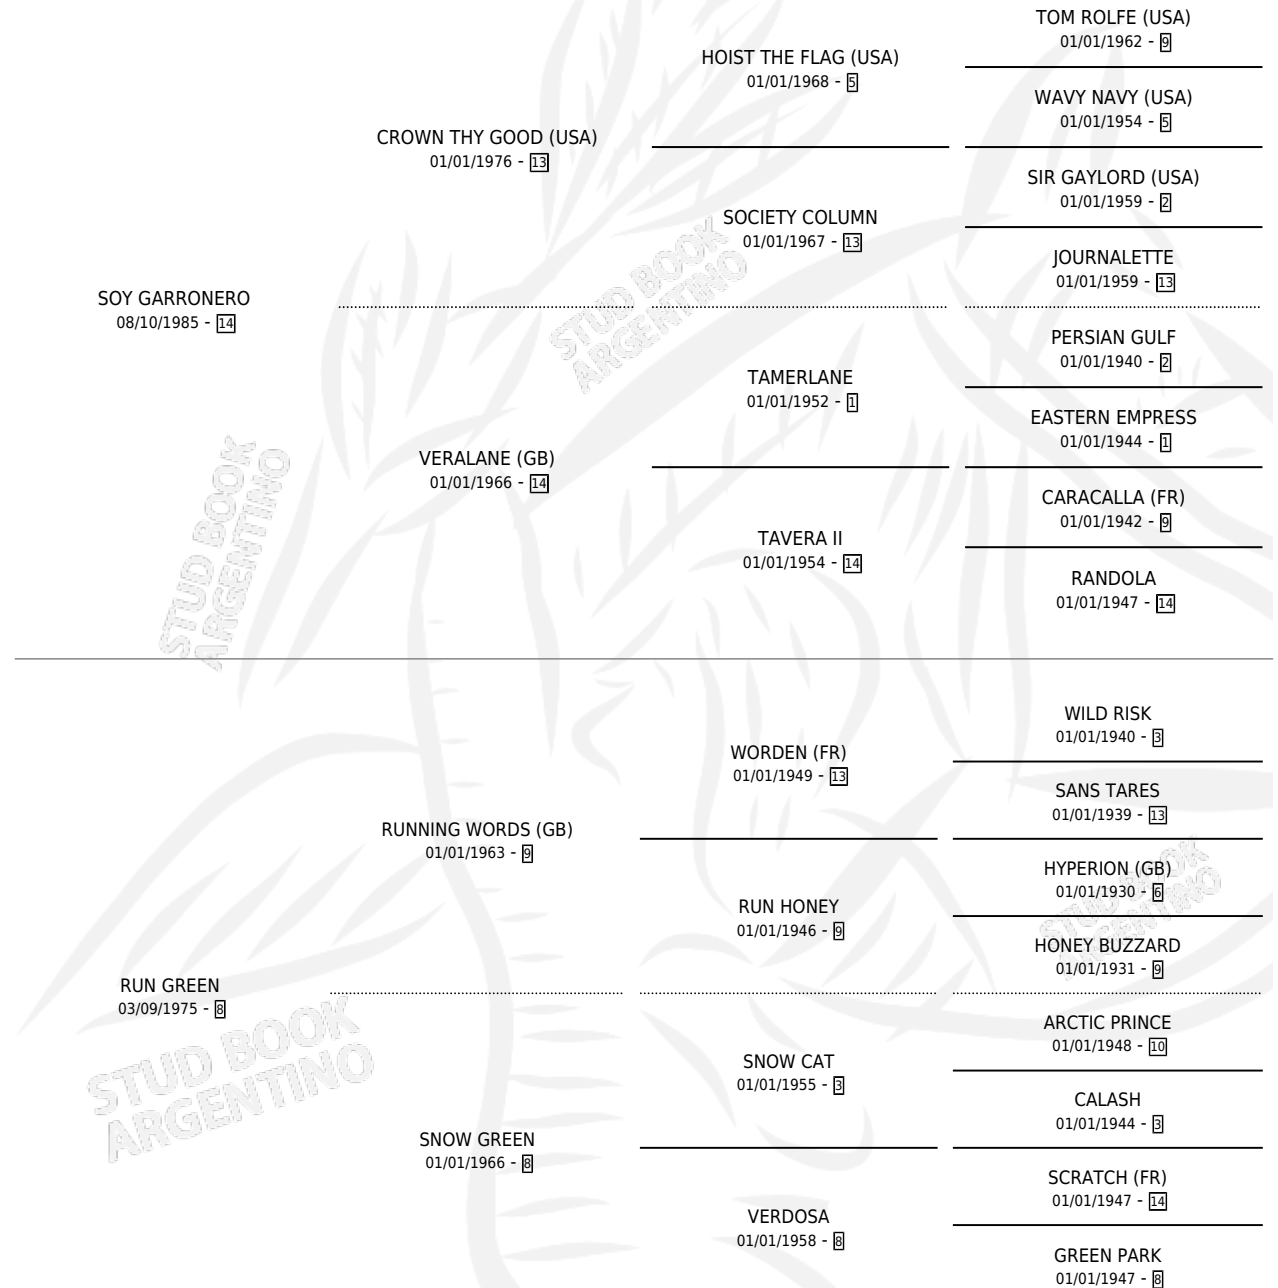 TOM ROLFE (USA)
01/01/1962 - 9
HOIST THE FLAG (USA)
01/01/1968 - 5
WAVY NAVY (USA)
01/01/1954 - 5
CROWN THY GOOD (USA)
01/01/1976 - 13
SIR GAYLORD (USA)
01/01/1959 - 2
SOCIETY COLUMN
01/01/1967 - 13
JOURNALETTE
01/01/1959 - 13
SOY GARRONERO
08/10/1985 - 14
STUD BOOK
ARGENTINO
PERSIAN GULF
01/01/1940 - 2
TAMERLANE
01/01/1952 - 1
EASTERN EMPRESS
01/01/1944 - 1
VERALANE (GB)
01/01/1966 - 14
CARACALLA (FR)
01/01/1942 - 9
TAVERA II
01/01/1954 - 14
RANDOLA
01/01/1947 - 14
STUD BOOK
ARGENTINO
WILD RISK
01/01/1940 - 3
WORDEN (FR)
01/01/1949 - 13
SANS TARES
01/01/1939 - 13
RUNNING WORDS (GB)
01/01/1963 - 9
HYPERION (GB)
01/01/1930 - 6
RUN HONEY
01/01/1946 - 9
STUD BOOK
ARGENTINO
HONEY BUZZARD
01/01/1931 - 9
RUN GREEN
03/09/1975 - 8
ARCTIC PRINCE
01/01/1948 - 10
SNOW CAT
01/01/1955 - 3
STUD BOOK
ARGENTINO
CALASH
01/01/1944 - 3
SNOW GREEN
01/01/1966 - 8
SCRATCH (FR)
01/01/1947 - 14
VERDOSA
01/01/1958 - 8
GREEN PARK
01/01/1947 - 8